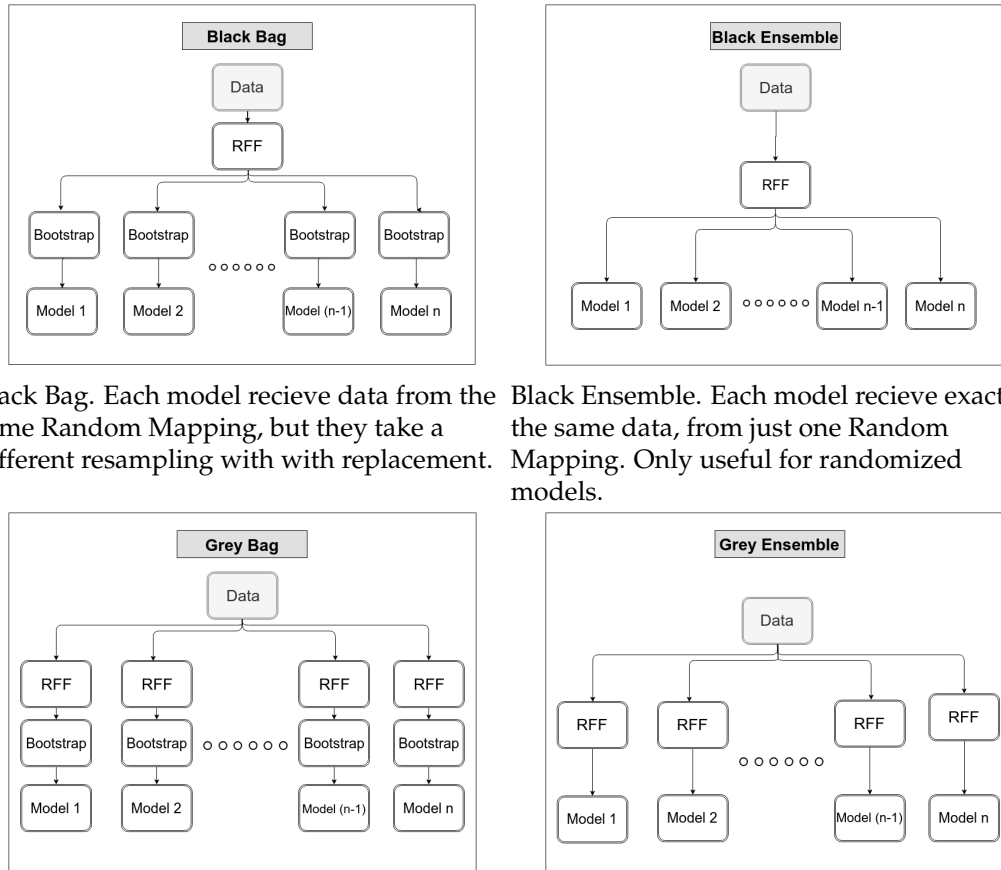 Black Bag
Data
RFF
Bootstrap Bootstrap Bootstrap Bootstrap
Model 1 Model 2 Model (n-1) Model n
Black Ensemble
Data
RFF
Model 1 Model 2 Model n-1 Model n
ack Bag. Each model recieve data from the
me Random Mapping, but they take a
fferent resampling with with replacement.
Black Ensemble. Each model recieve exact
the same data, from just one Random
Mapping. Only useful for randomized
models.
Grey Bag
Data
RFF RFF RFF RFF
Bootstrap Bootstrap Bootstrap Bootstrap
Model 1 Model 2 Model (n-1) Model n
Grey Ensemble
Data
RFF RFF RFF RFF
Model 1 Model 2 Model (n-1) Model n